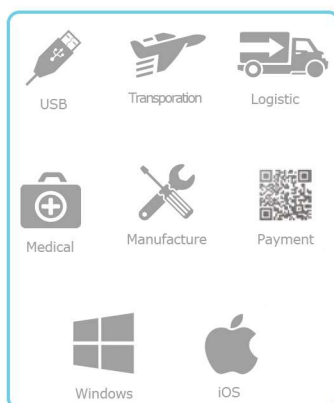 USB
Transporation
Logistic
Medical
Manufacture
Payment
Windows
iOS